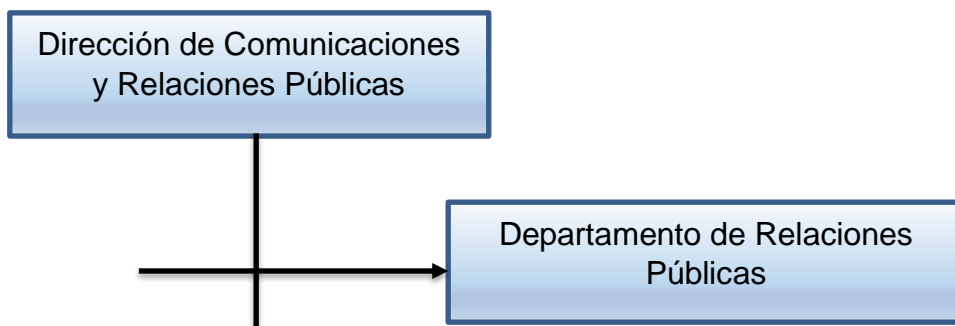 Dirección de Comunicaciones
y Relaciones Públicas
Departamento de Relaciones
Públicas